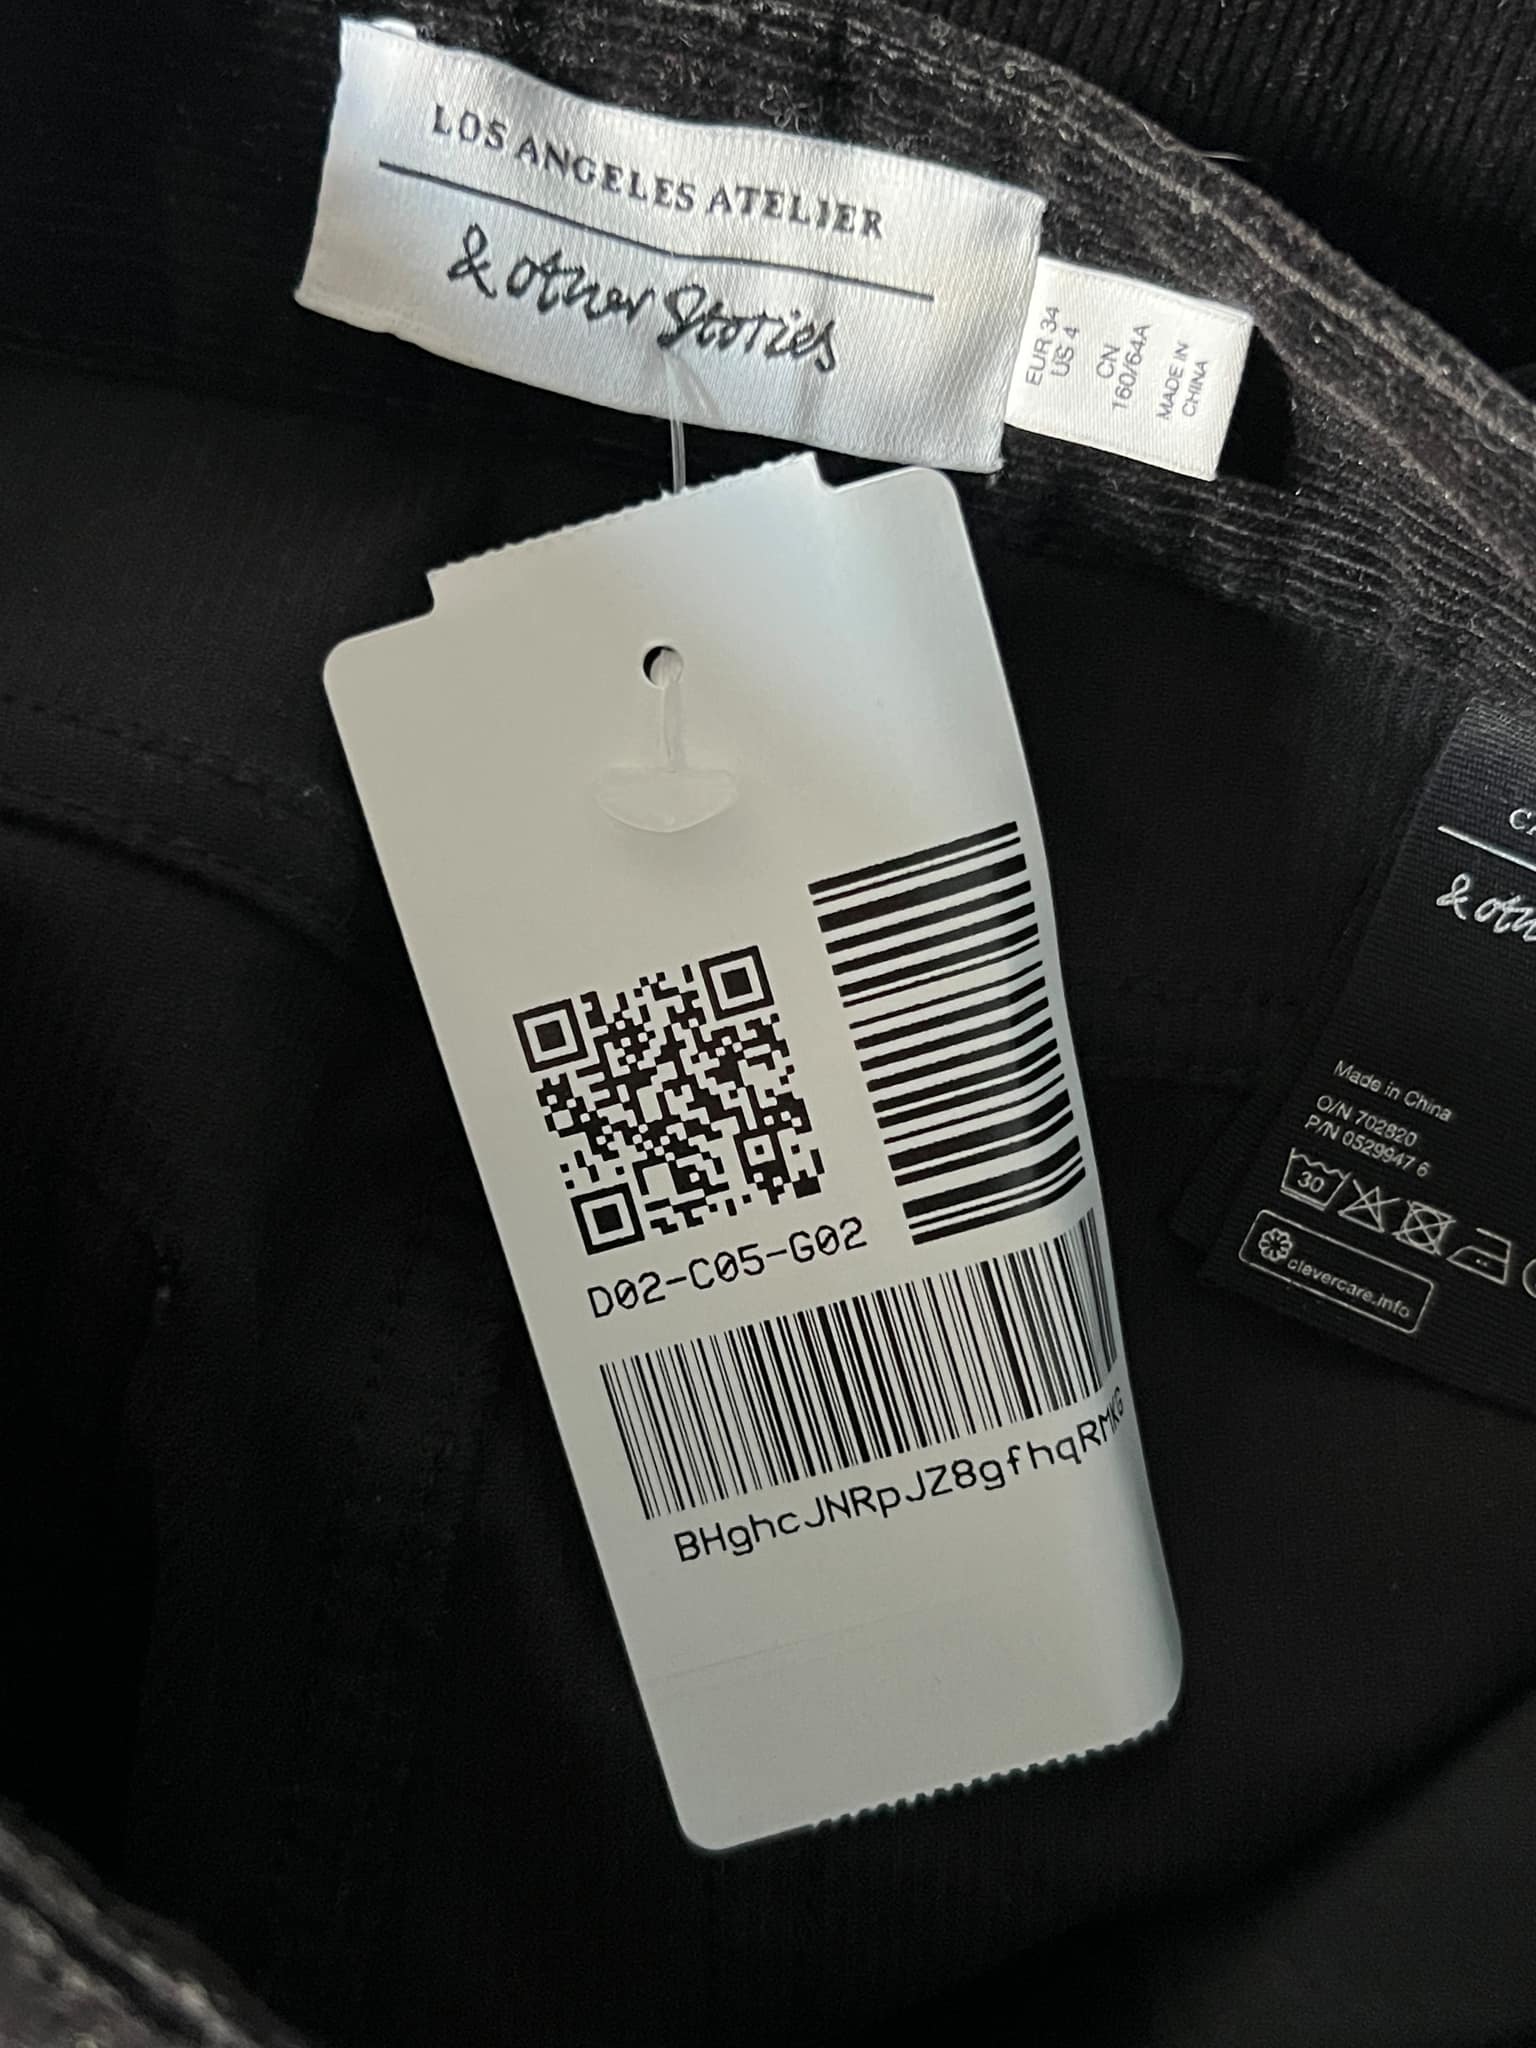 LOS ANGELES ATELIER
& other Stories
EUR 34
US 4
CN
160/64A
MADE IN
CHINA
D02-C05-G02
BHghcJNRpJZ8gfhqRMKG
Made in China
O/N 702820
P/N 0529947 6
30
clevercare.info